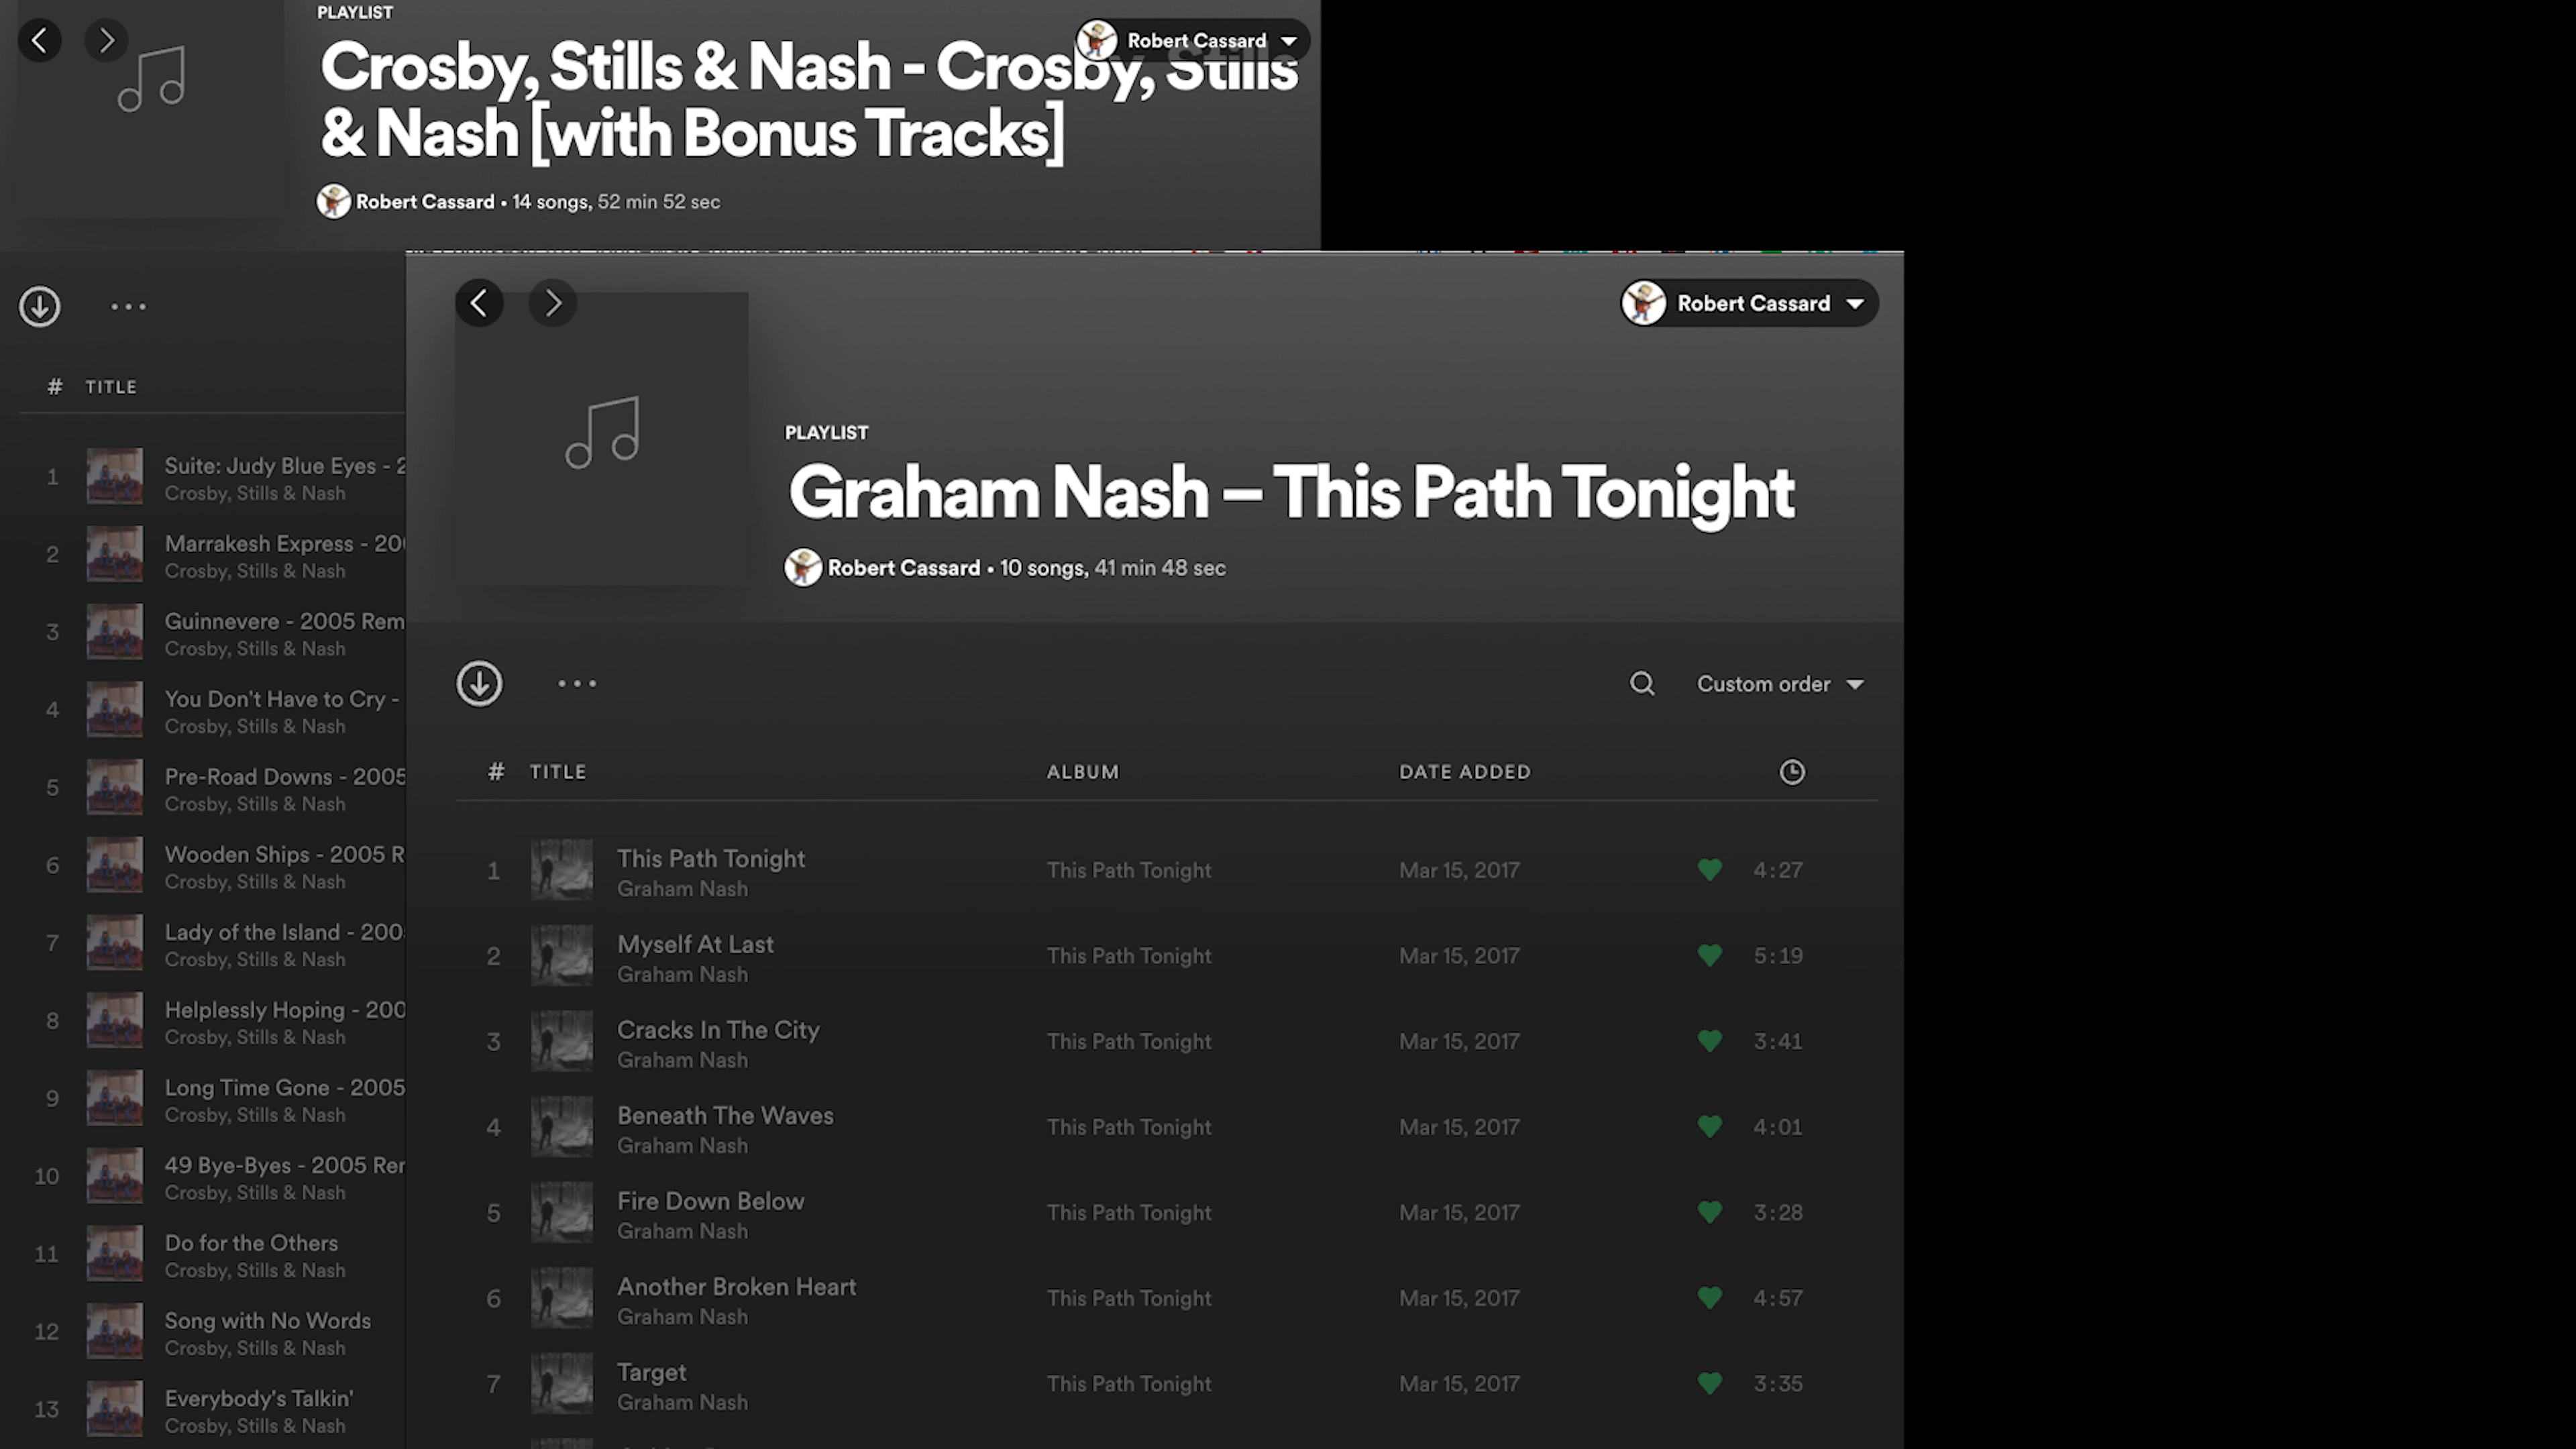 PLAYLIST
Robert Cassard
Crosby, Stills & Nash - Crosby, Stills
& Nash [with Bonus Tracks]
Robert Cassard • 14 songs, 52 min 52 sec
# TITLE
1 Suite: Judy Blue Eyes - 2
Crosby, Stills & Nash
2 Marrakesh Express - 20
Crosby, Stills & Nash
3 Guinnevere - 2005 Rem
Crosby, Stills & Nash
4 You Don't Have to Cry -
Crosby, Stills & Nash
5 Pre-Road Downs - 2005
Crosby, Stills & Nash
6 Wooden Ships - 2005 R
Crosby, Stills & Nash
7 Lady of the Island - 200
Crosby, Stills & Nash
8 Helplessly Hoping - 200
Crosby, Stills & Nash
9 Long Time Gone - 2005
Crosby, Stills & Nash
10 49 Bye-Byes - 2005 Rer
Crosby, Stills & Nash
11 Do for the Others
Crosby, Stills & Nash
12 Song with No Words
Crosby, Stills & Nash
13 Everybody's Talkin'
Crosby, Stills & Nash
Robert Cassard
PLAYLIST
Graham Nash – This Path Tonight
Robert Cassard • 10 songs, 41 min 48 sec
Custom order
# TITLE ALBUM DATE ADDED
1 This Path Tonight This Path Tonight Mar 15, 2017 4:27
Graham Nash
2 Myself At Last This Path Tonight Mar 15, 2017 5:19
Graham Nash
3 Cracks In The City This Path Tonight Mar 15, 2017 3:41
Graham Nash
4 Beneath The Waves This Path Tonight Mar 15, 2017 4:01
Graham Nash
5 Fire Down Below This Path Tonight Mar 15, 2017 3:28
Graham Nash
6 Another Broken Heart This Path Tonight Mar 15, 2017 4:57
Graham Nash
7 Target This Path Tonight Mar 15, 2017 3:35
Graham Nash